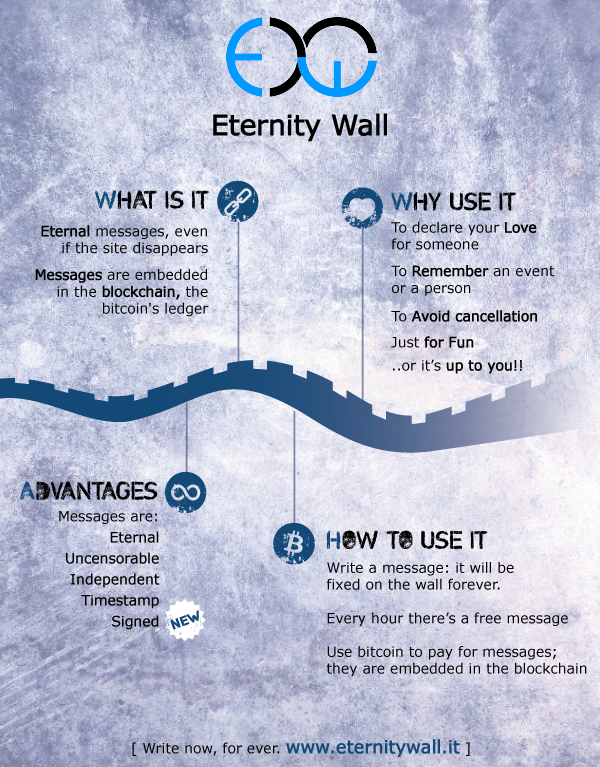 Eternity Wall
WHAT IS IT
Eternal messages, even
if the site disappears
Messages are embedded
in the blockchain, the
bitcoin's ledger
WHY USE IT
To declare your Love
for someone
To Remember an event
or a person
To Avoid cancellation
Just for Fun
..or it’s up to you!!
ADVANTAGES
Messages are:
Eternal
Uncensorable
Independent
Timestamp
Signed NEW
HOW TO USE IT
Write a message: it will be
fixed on the wall forever.
Every hour there’s a free message
Use bitcoin to pay for messages;
they are embedded in the blockchain
[ Write now, for ever. www.eternitywall.it ]